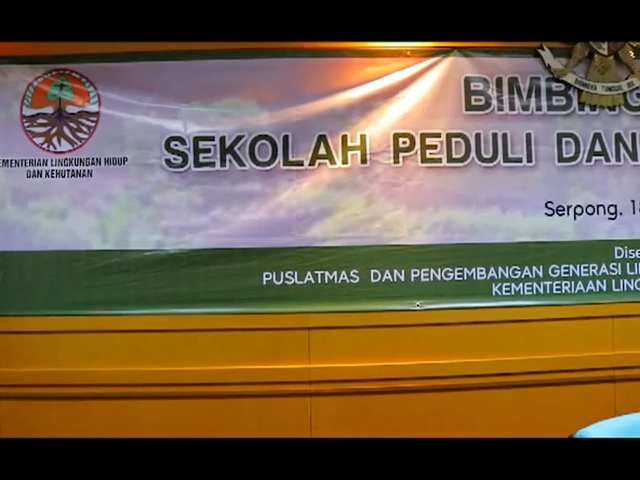 BIMBING
SEKOLAH PEDULI DAN
KEMENTERIAN LINGKUNGAN HIDUP
DAN KEHUTANAN
Serpong, 1
Dise
PUSLATMAS DAN PENGEMBANGAN GENERASI LI
KEMENTERIAAN LING